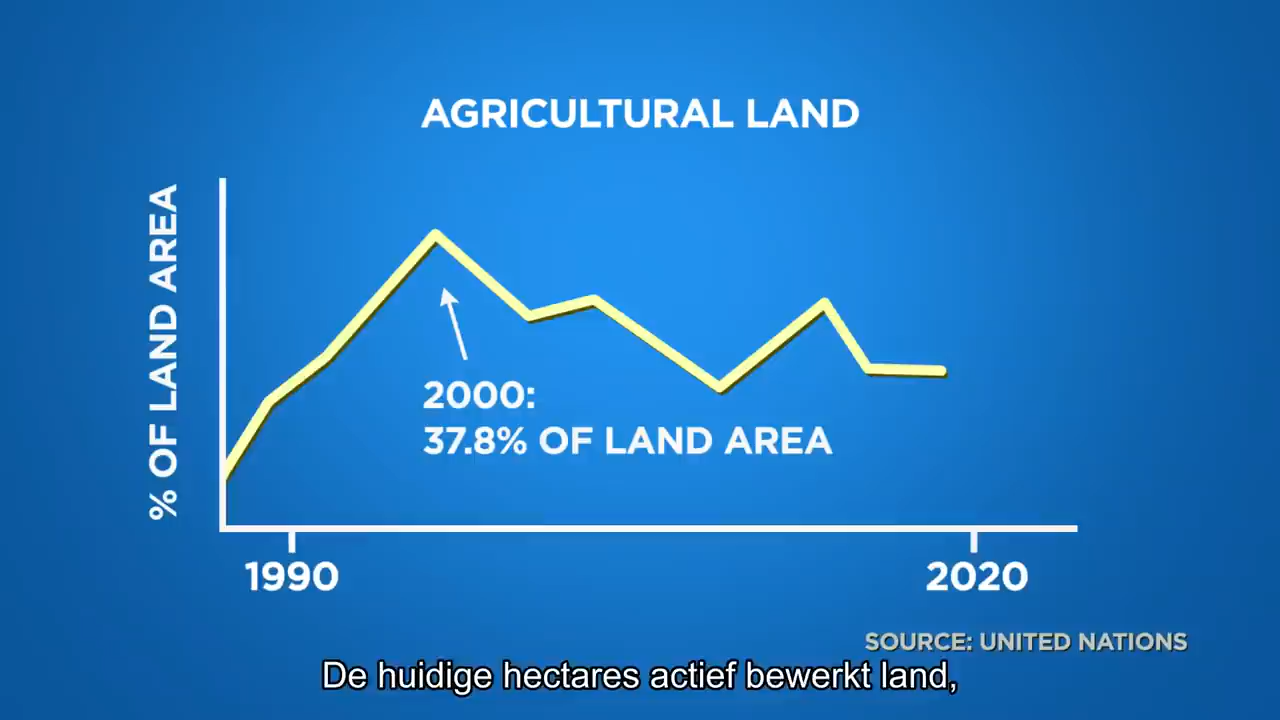 AGRICULTURAL LAND
% OF LAND AREA
2000:
37.8% OF LAND AREA
1990
2020
SOURCE: UNITED NATIONS
De huidige hectares actief bewerkt land,